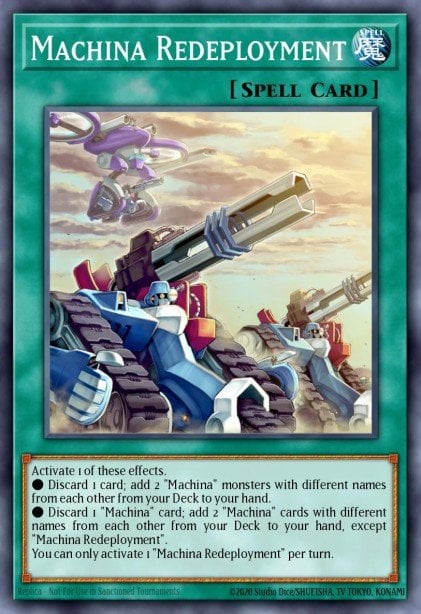 MACHINA REDEPLOYMENT
SPELL
魔
[SPELL CARD]
Activate 1 of these effects.
● Discard 1 card; add 2 "Machina" monsters with different names
from each other from your Deck to your hand.
● Discard 1 "Machina" card; add 2 "Machina" cards with different
names from each other from your Deck to your hand, except
"Machina Redeployment".
You can only activate 1 "Machina Redeployment" per turn.
Replica - Not For Use in Sanctioned Tournaments
©2020 Studio Dice/SHUEISHA, TV TOKYO, KONAMI